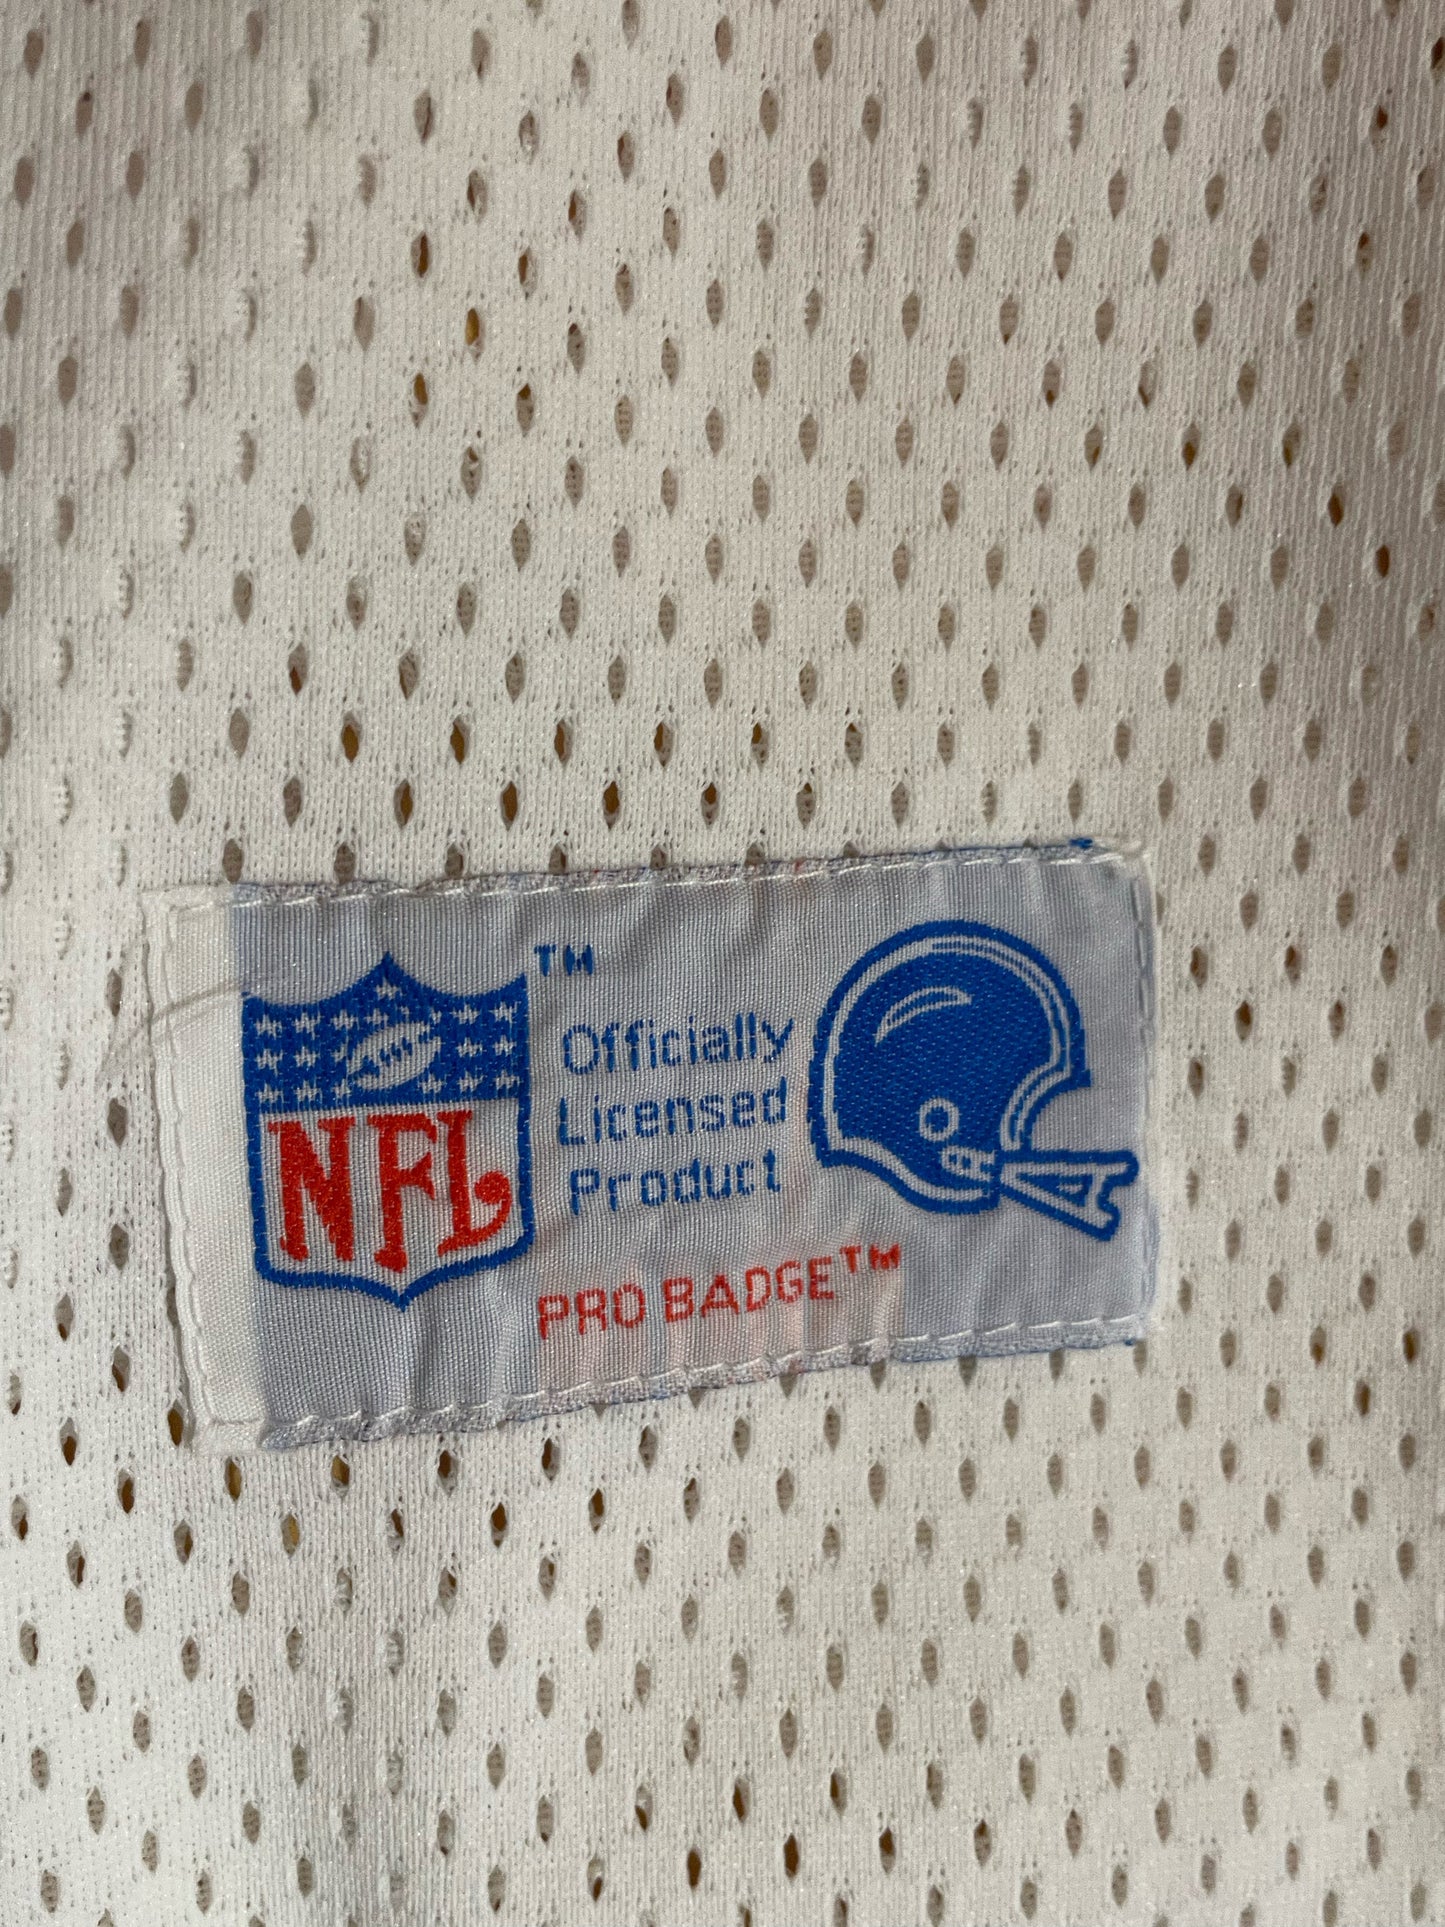 NFL
TM
Officially
Licensed
Product
PRO BADGE™